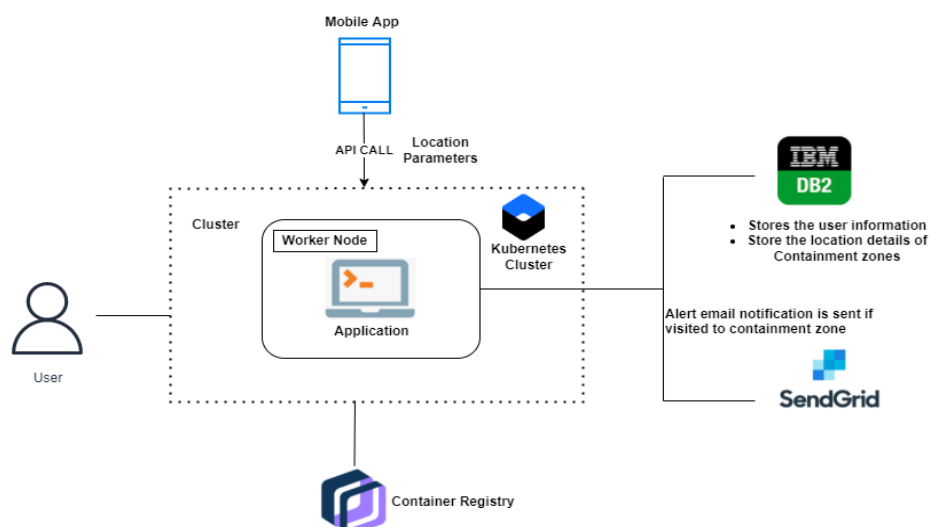 Mobile App
API CALL
Location
Parameters
IBM
DB2
Cluster
Worker Node
Kubernetes
Cluster
• Stores the user information
• Store the location details of
Containment zones
Application
Alert email notification is sent if
visited to containment zone
User
SendGrid
Container Registry